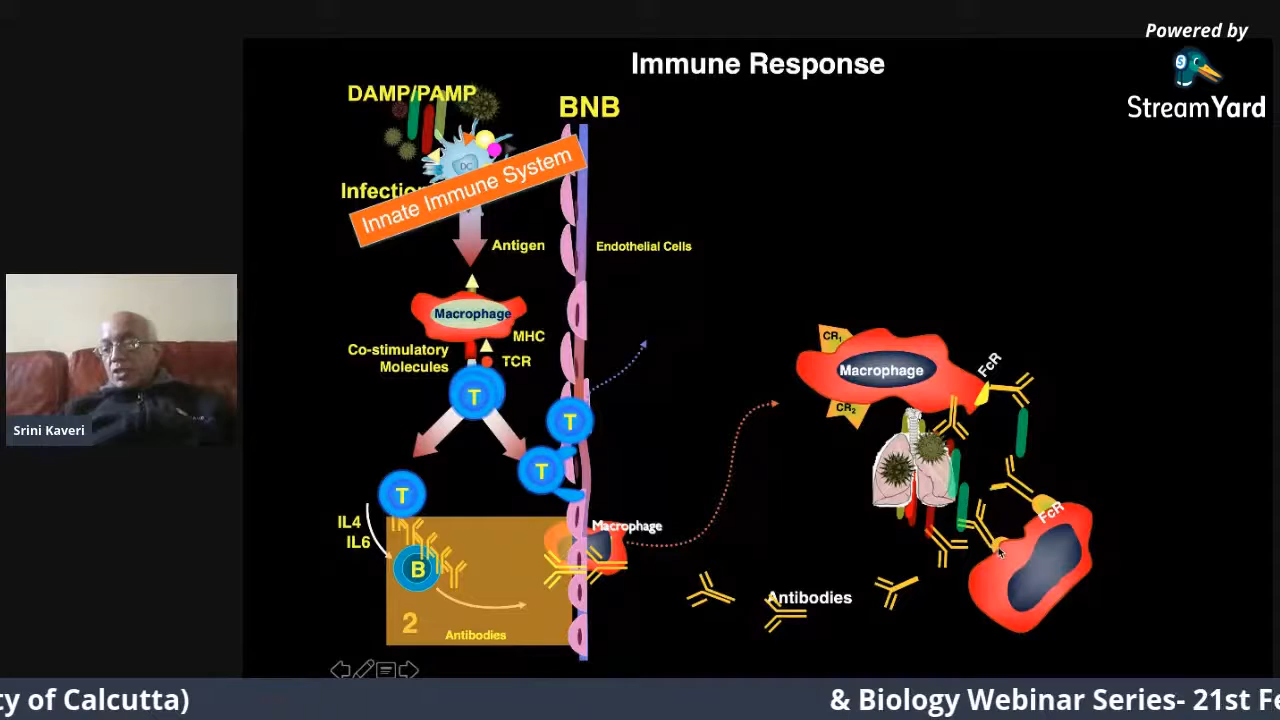 Powered by
StreamYard
Immune Response
DAMP/PAMP
BNB
DC
Infection
Innate Immune System
Antigen
Endothelial Cells
Macrophage
MHC
Co-stimulatory
Molecules
TCR
T
T
T
T
IL4
IL6
B
2
Antibodies
Macrophage
CR1
Macrophage
CR2
FcR
FcR
Antibodies
Srini Kaveri
ty of Calcutta)
& Biology Webinar Series- 21st Fe